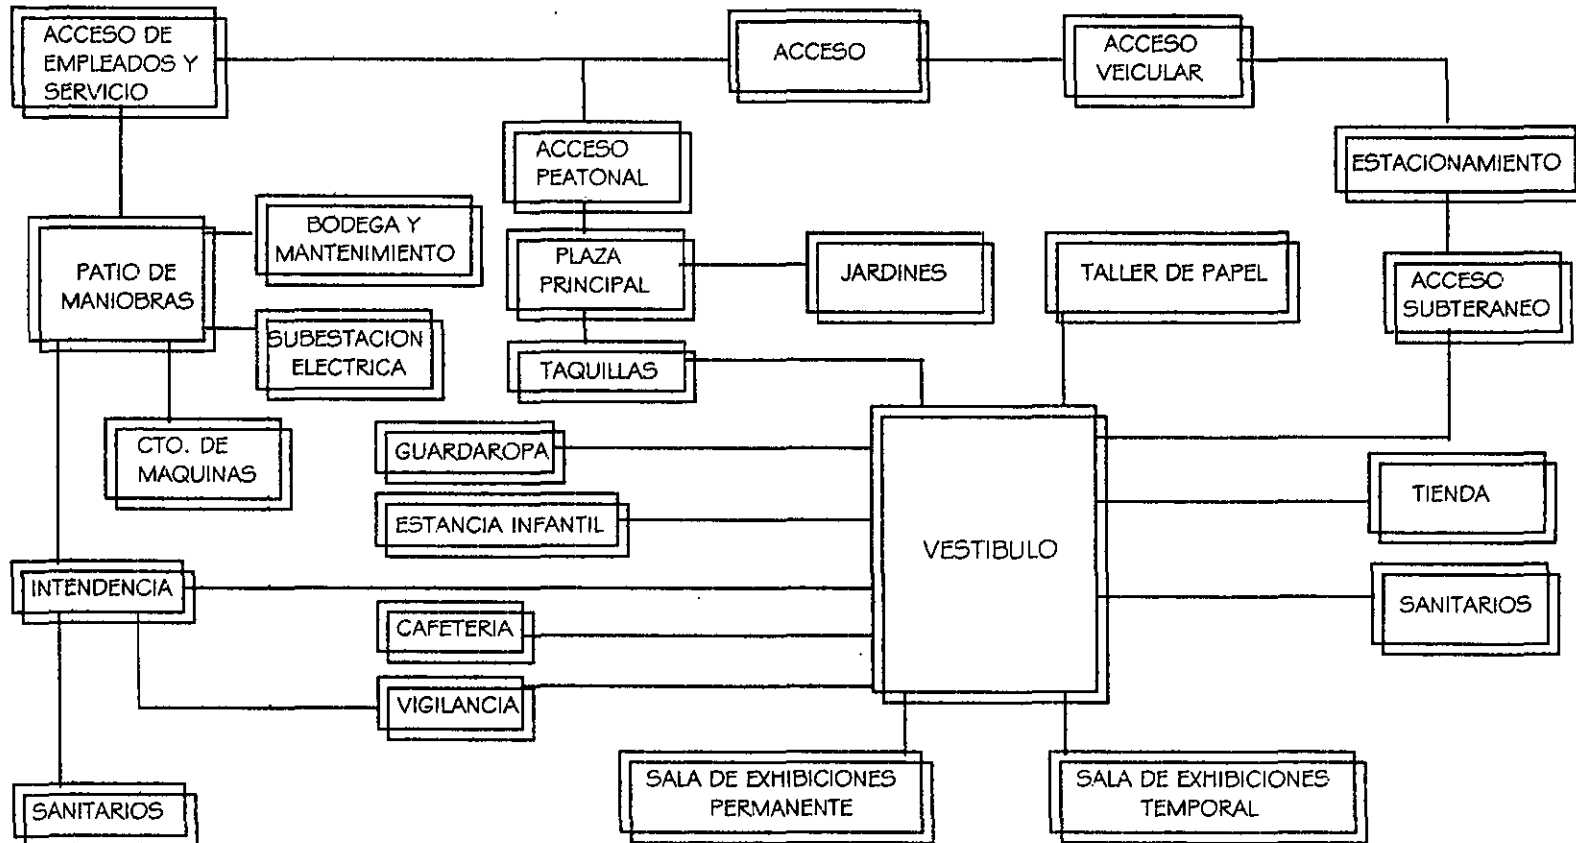 ACCESO DE
EMPLEADOS Y
SERVICIO
ACCESO
ACCESO
VEICULAR
ACCESO
PEATONAL
ESTACIONAMIENTO
BODEGA Y
MANTENIMIENTO
PATIO DE
MANIOBRAS
PLAZA
PRINCIPAL
JARDINES
TALLER DE PAPEL
ACCESO
SUBTERANEO
SUBESTACION
ELECTRICA
TAQUILLAS
CTO. DE
MAQUINAS
GUARDAROPA
ESTANCIA INFANTIL
VESTIBULO
TIENDA
INTENDENCIA
CAFETERIA
SANITARIOS
VIGILANCIA
SALA DE EXHIBICIONES
PERMANENTE
SALA DE EXHIBICIONES
TEMPORAL
SANITARIOS